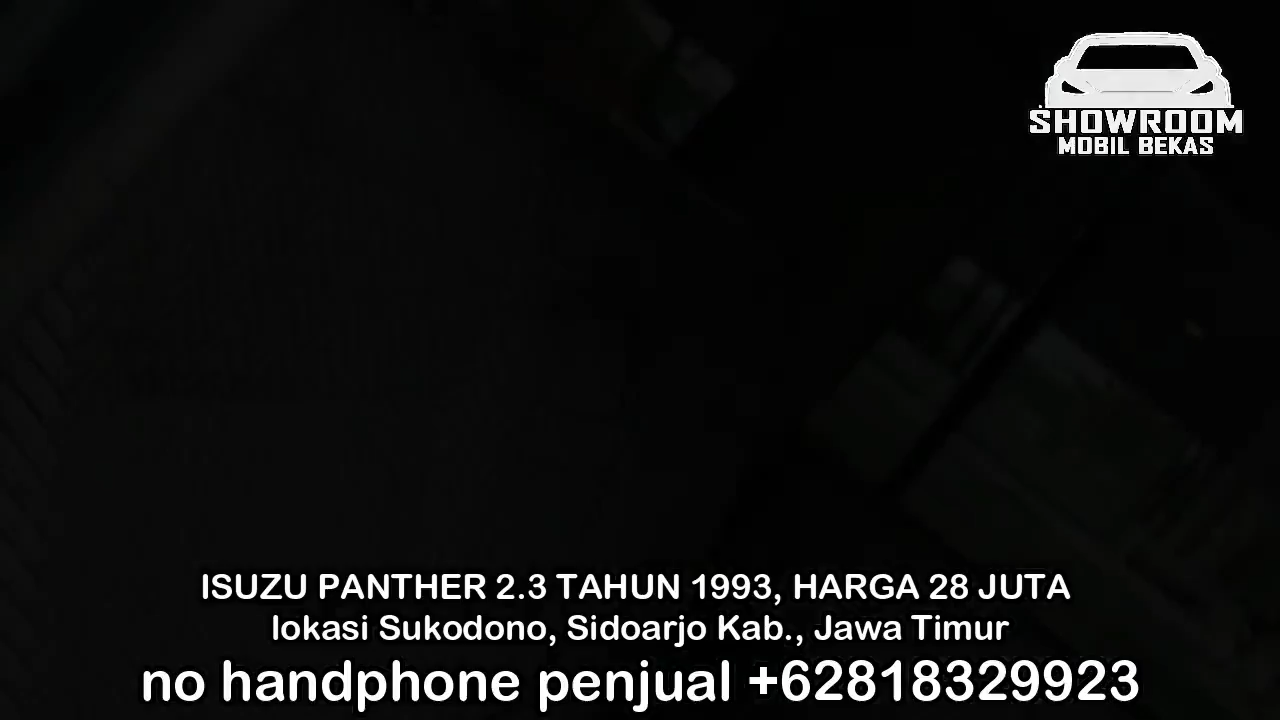 SHOWROOM
MOBIL BEKAS
ISUZU PANTHER 2.3 TAHUN 1993, HARGA 28 JUTA
lokasi Sukodono, Sidoarjo Kab., Jawa Timur
no handphone penjual +62818329923